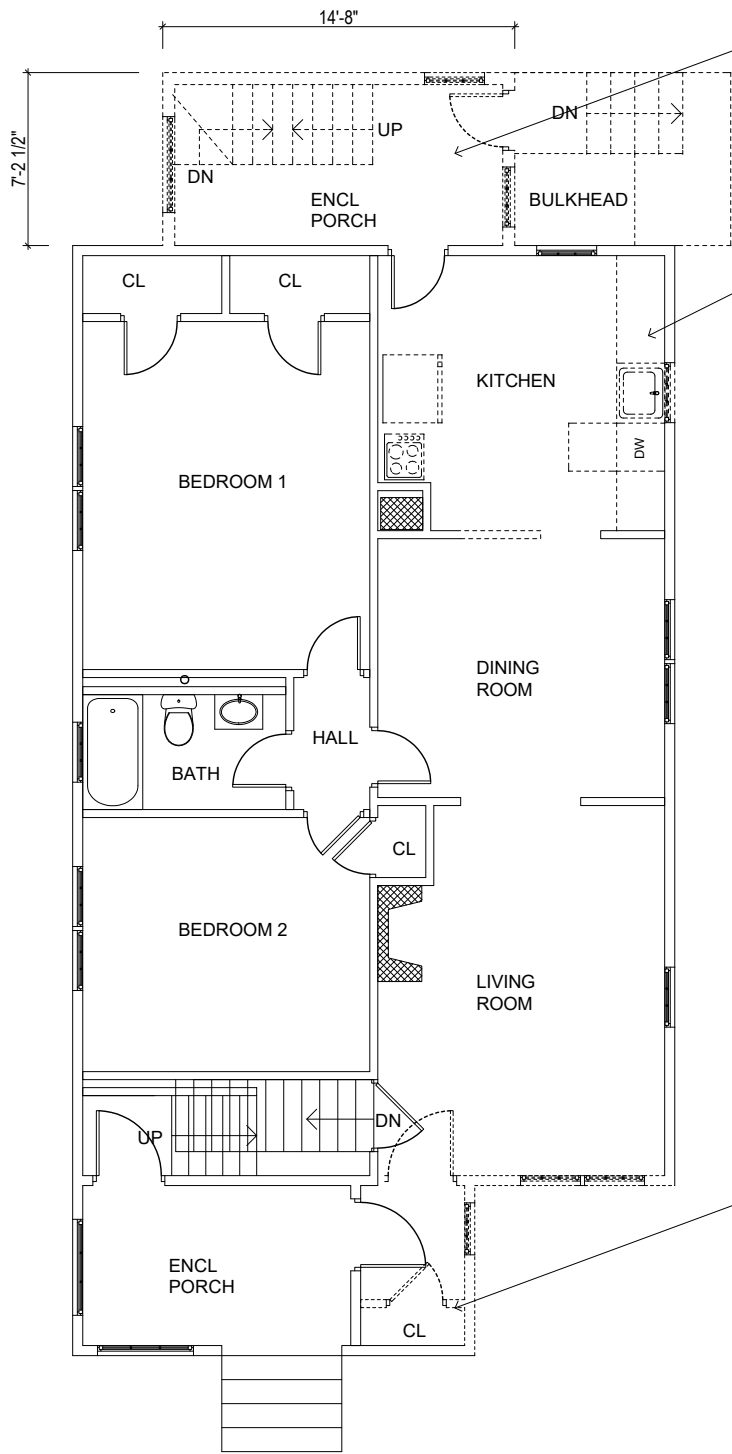 14'-8"
7'-2 1/2"
UP
DN
DN
ENCL
PORCH
BULKHEAD
CL
CL
KITCHEN
DW
BEDROOM 1
DINING
ROOM
HALL
BATH
CL
BEDROOM 2
LIVING
ROOM
DN
UP
ENCL
PORCH
CL